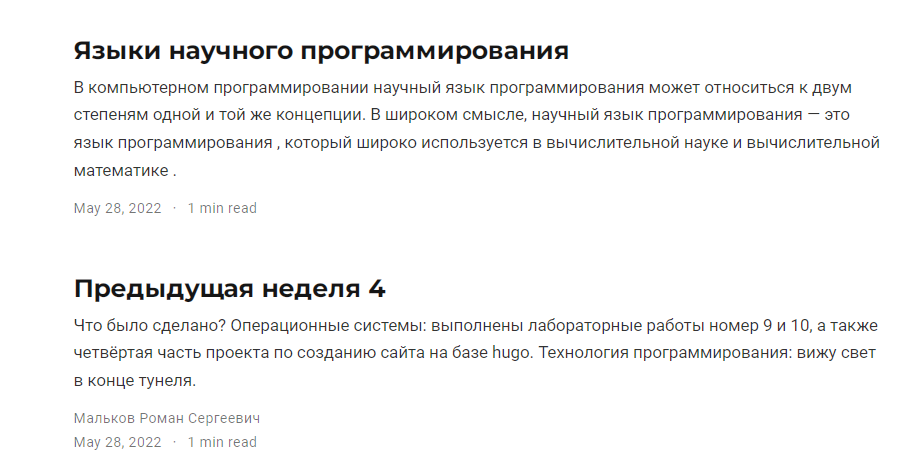 Языки научного программирования
В компьютерном программировании научный язык программирования может относиться к двум
степеням одной и той же концепции. В широком смысле, научный язык программирования — это
язык программирования , который широко используется в вычислительной науке и вычислительной
математике .
May 28, 2022 · 1 min read
Предыдущая неделя 4
Что было сделано? Операционные системы: выполнены лабораторные работы номер 9 и 10, а также
четвёртая часть проекта по созданию сайта на базе hugo. Технология программирования: вижу свет
в конце тунеля.
Мальков Роман Сергеевич
May 28, 2022 · 1 min read